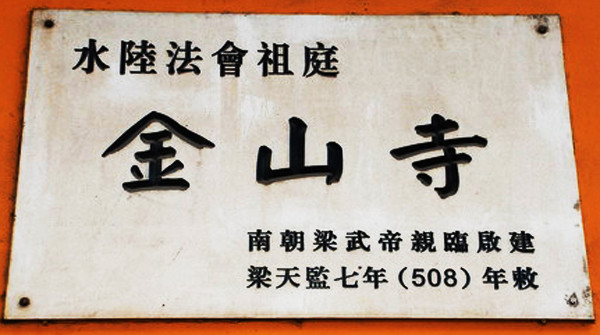 水陸法會祖庭
金山寺
南朝梁武帝親臨啟建
梁天監七年（508）年敕